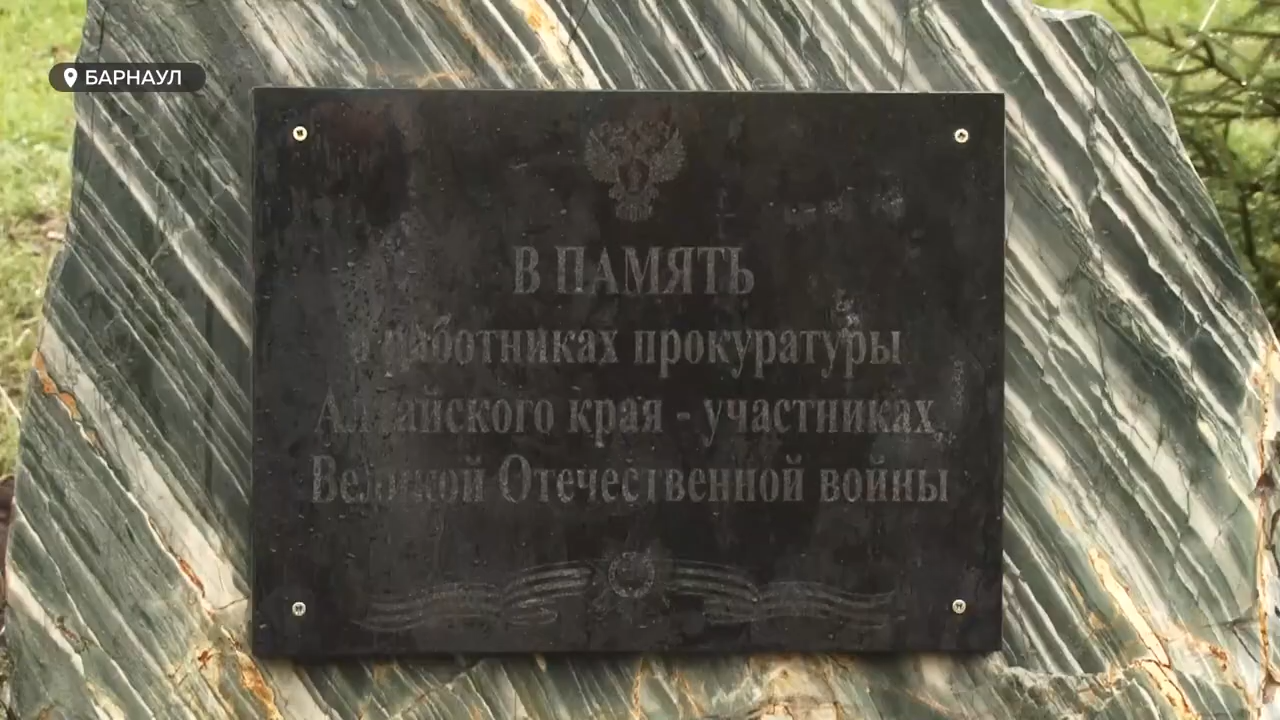 БАРНАУЛ
В ПАМЯТЬ
о работниках прокуратуры
Алтайского края - участниках
Великой Отечественной войны